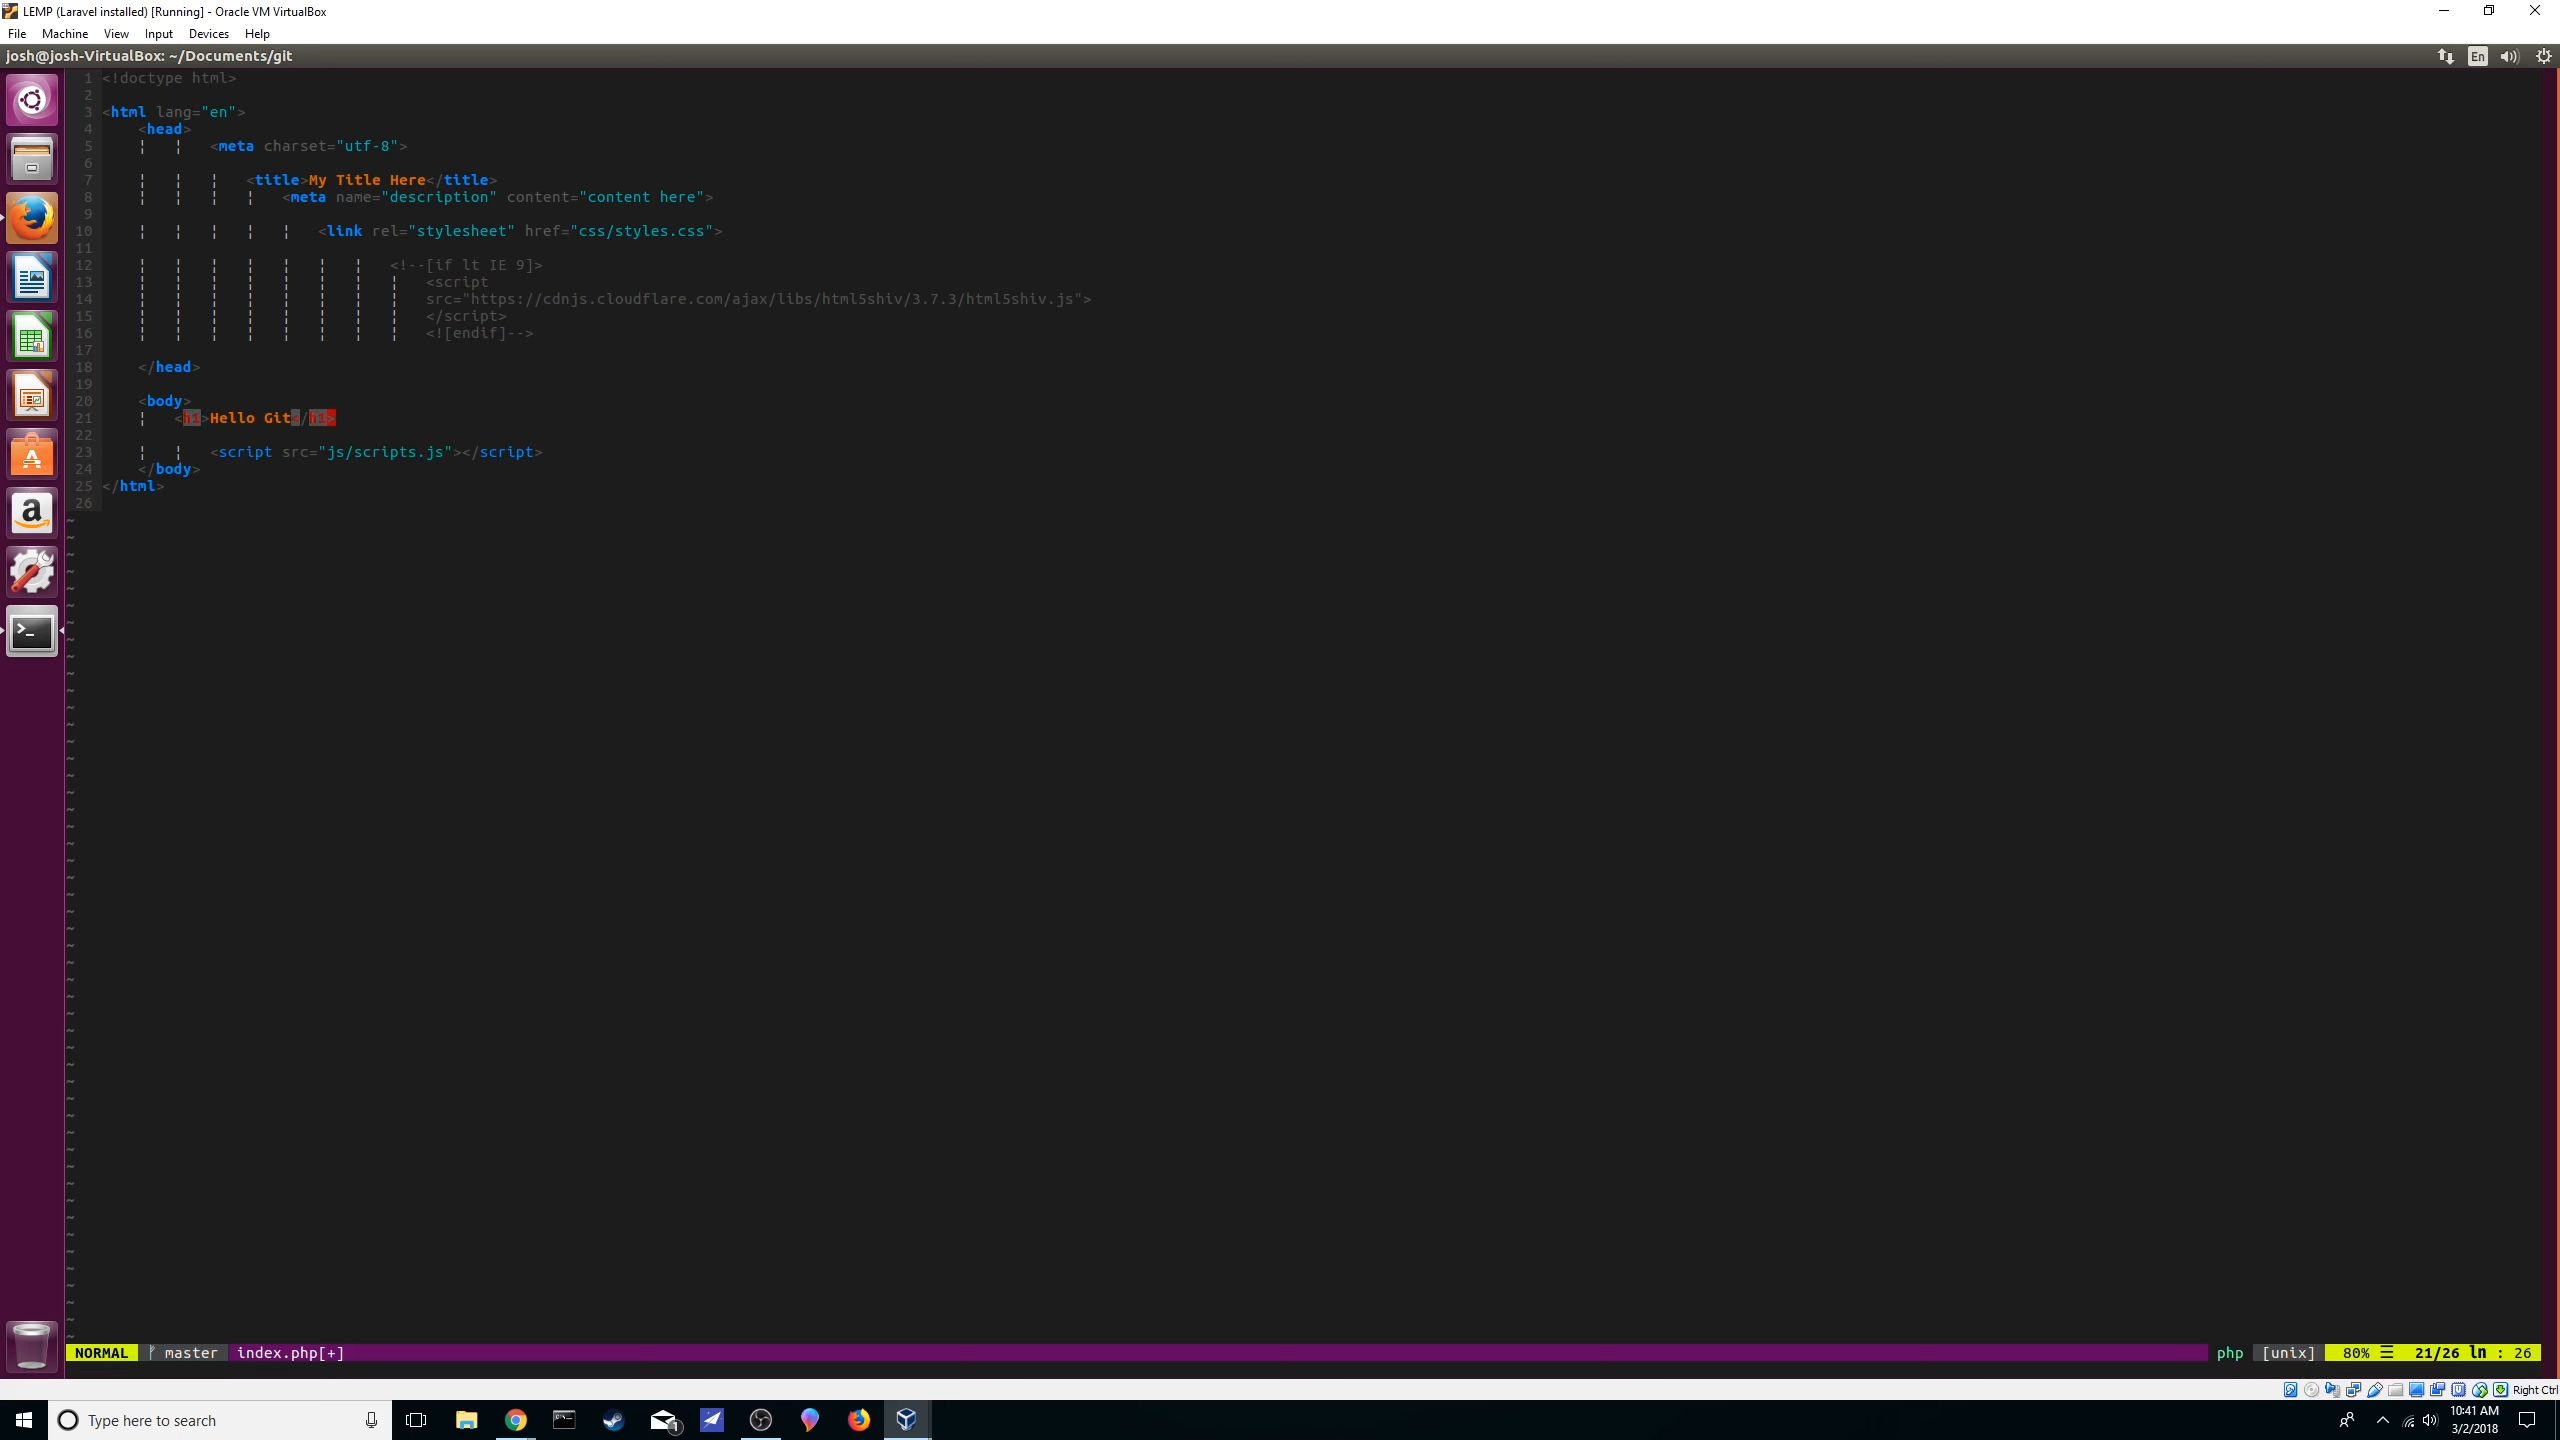 LEMP (Laravel installed) [Running] - Oracle VM VirtualBox
File Machine View Input Devices Help
josh@josh-VirtualBox: ~/Documents/git
En
1 <!doctype html>
2
3 <html lang="en">
4 <head>
5 ¦ ¦ <meta charset="utf-8">
6
7 ¦ ¦ ¦ <title>My Title Here</title>
8 ¦ ¦ ¦ ¦ <meta name="description" content="content here">
9
10 ¦ ¦ ¦ ¦ ¦ <link rel="stylesheet" href="css/styles.css">
11
12 ¦ ¦ ¦ ¦ ¦ ¦ ¦ <!--[if lt IE 9]>
13 ¦ ¦ ¦ ¦ ¦ ¦ ¦ ¦ <script
14 ¦ ¦ ¦ ¦ ¦ ¦ ¦ ¦ src="https://cdnjs.cloudflare.com/ajax/libs/html5shiv/3.7.3/html5shiv.js">
15 ¦ ¦ ¦ ¦ ¦ ¦ ¦ ¦ </script>
16 ¦ ¦ ¦ ¦ ¦ ¦ ¦ ¦ <![endif]-->
17
18 </head>
19
20 <body>
21 ¦ <h1>Hello Git</h1>
22
23 ¦ ¦ <script src="js/scripts.js"></script>
24 </body>
25 </html>
26
NORMAL master index.php[+] php [unix] 80% ☰ 21/26 ln : 26
Right Ctrl
Type here to search
1
10:41 AM
3/2/2018